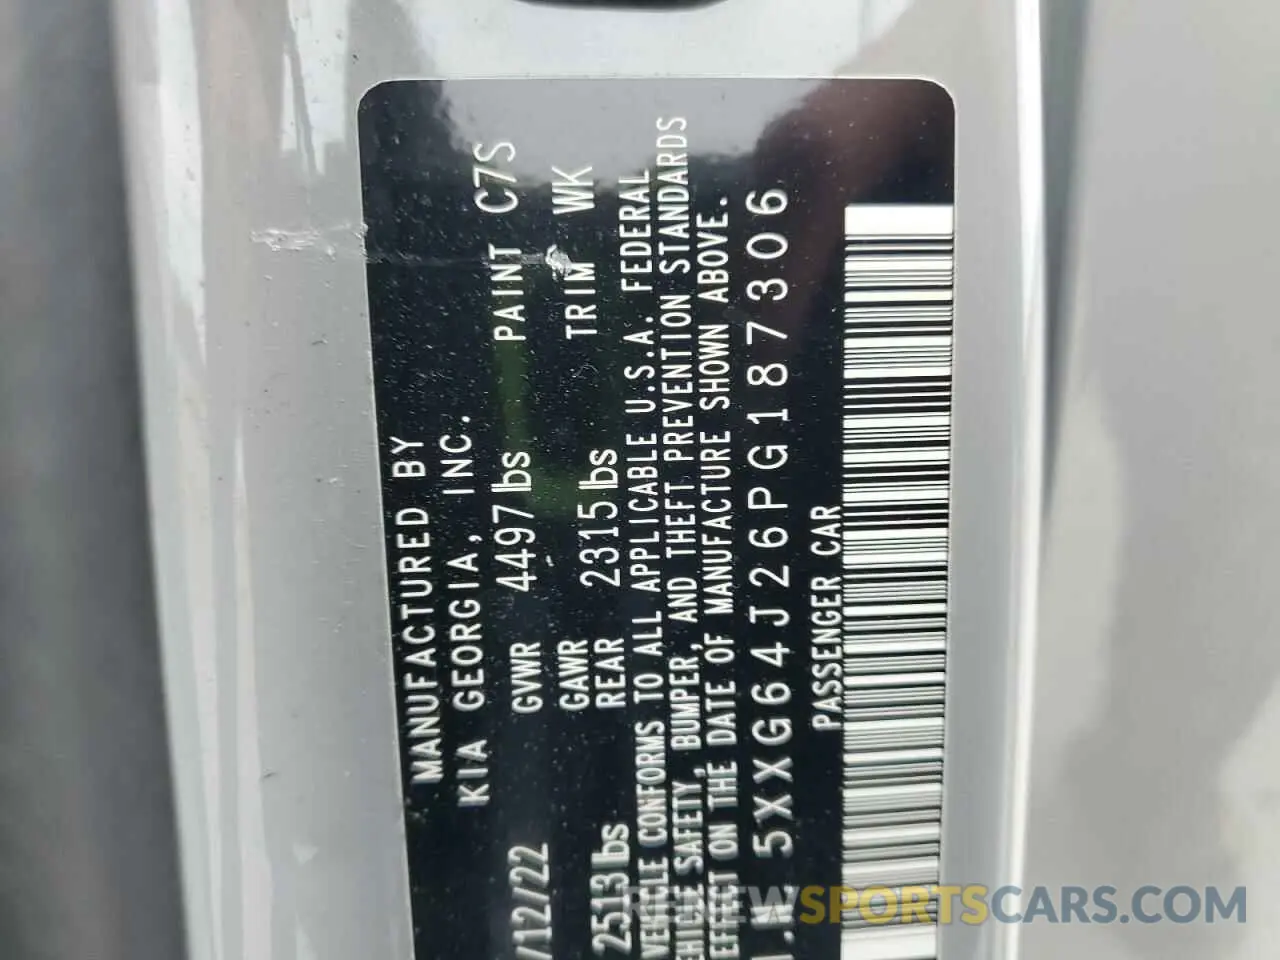 MANUFACTURED BY
KIA GEORGIA, INC.
/12/22 GVWR 4497lbs PAINT C7S
GAWR TRIM WK
2513lbs REAR 2315lbs
VEHICLE CONFORMS TO ALL APPLICABLE U.S.A. FEDERAL
EHICLE SAFETY, BUMPER, AND THEFT PREVENTION STANDARDS
EFFECT ON THE DATE OF MANUFACTURE SHOWN ABOVE.
5XXG64J26PG187306
PASSENGER CAR
RENEWSPORTSCARS.COM